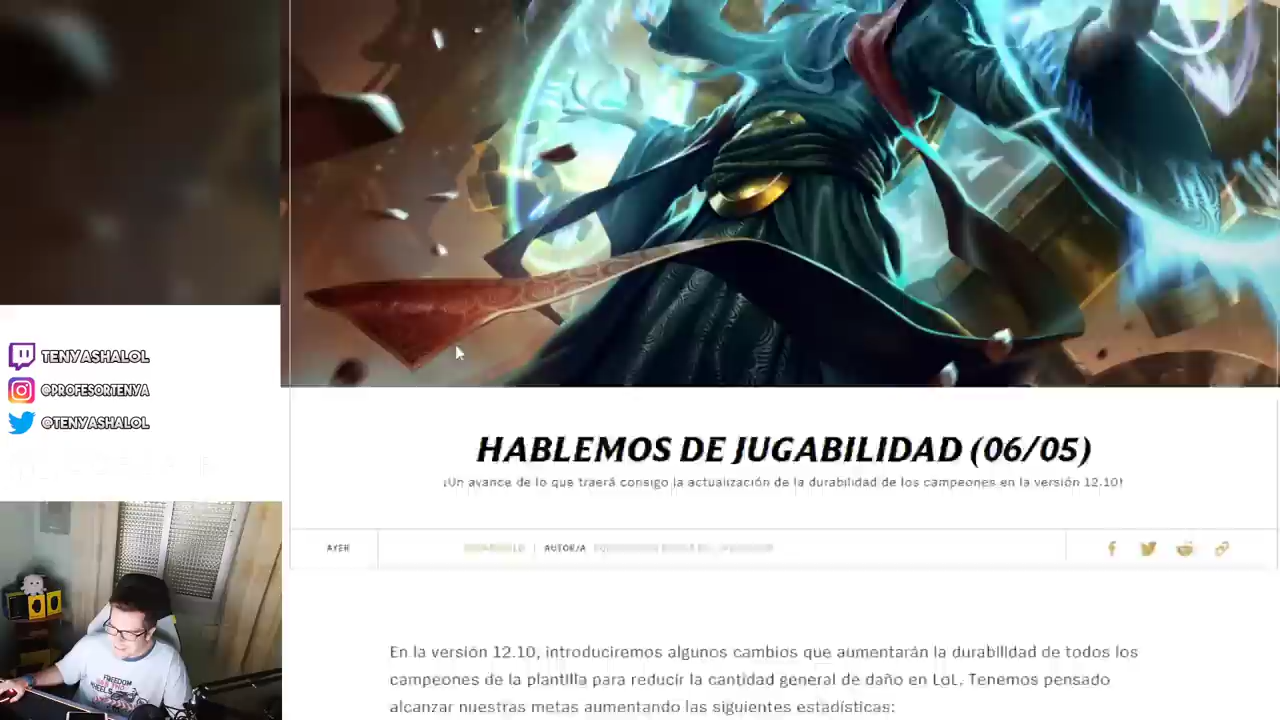 TENYASHALOL
@PROFESORTENYA
@TENYASHALOL
HABLEMOS DE JUGABILIDAD (06/05)
¡Un avance de lo que traerá consigo la actualización de la durabilidad de los campeones en la versión 12.10!
AYER
AUTOR/A
En la versión 12.10, introduciremos algunos cambios que aumentarán la durabilidad de todos los
campeones de la plantilla para reducir la cantidad general de daño en LoL. Tenemos pensado
alcanzar nuestras metas aumentando las siguientes estadísticas: